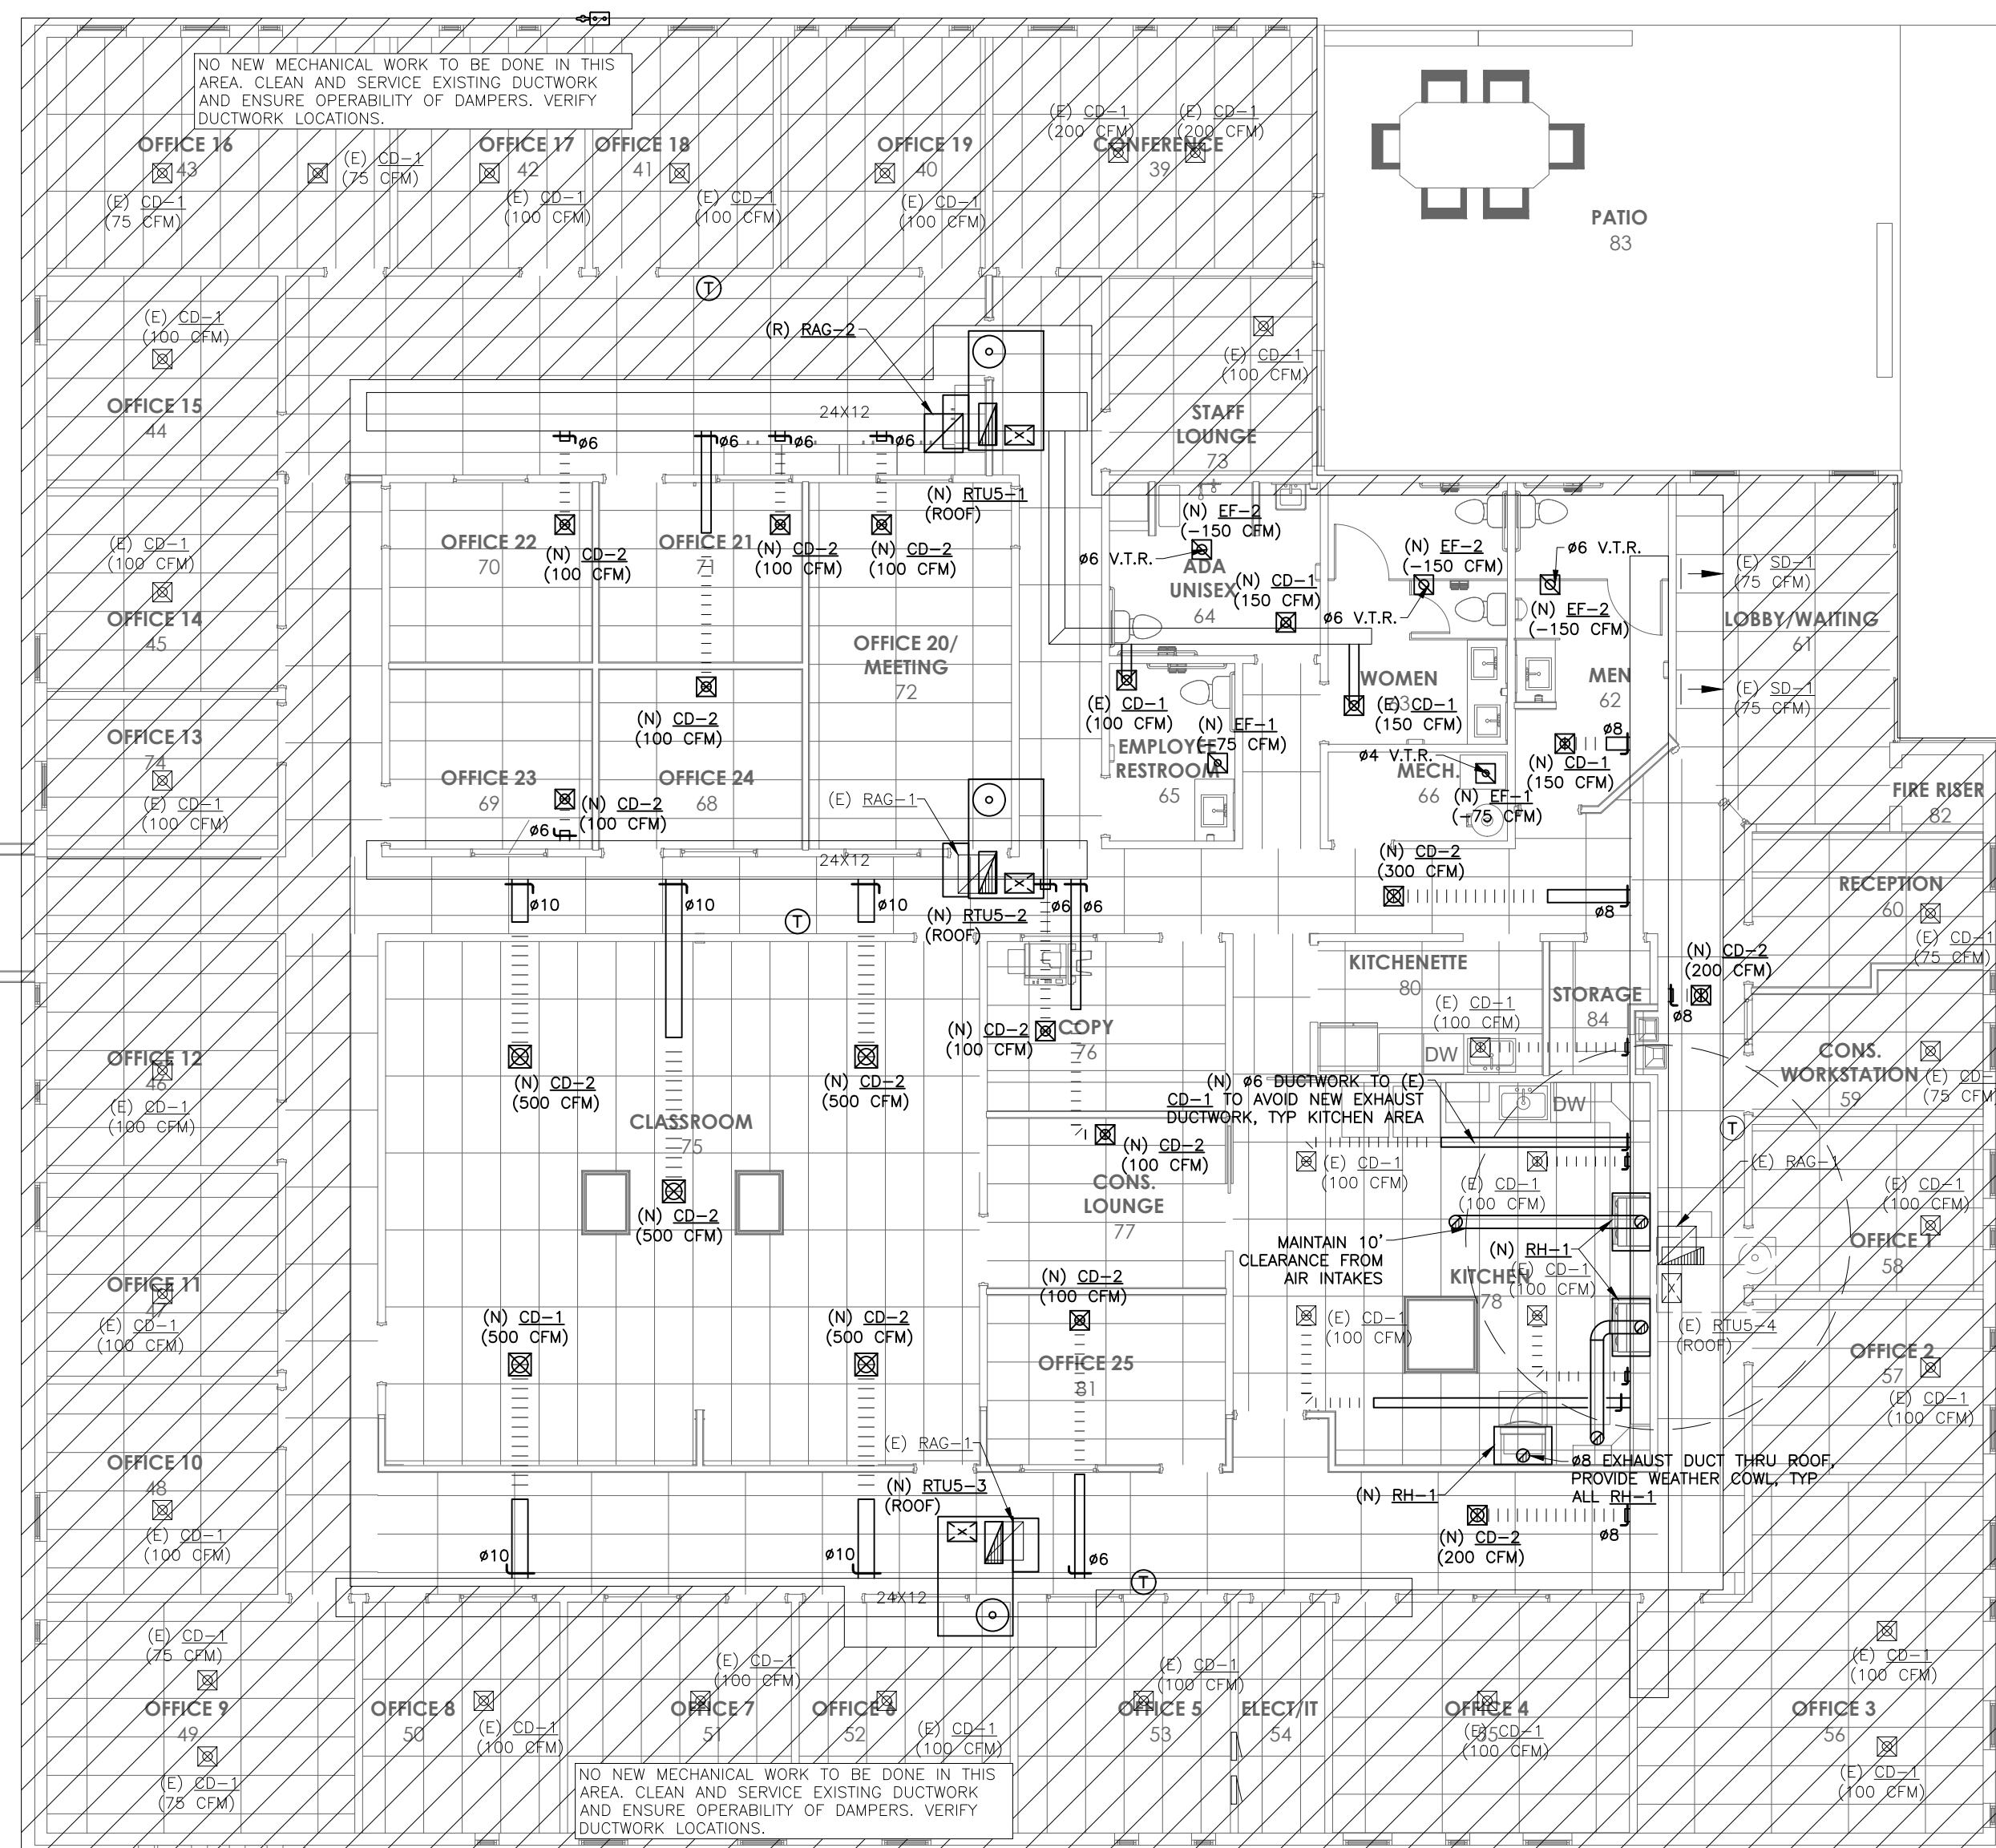 NO NEW MECHANICAL WORK TO BE DONE IN THIS
AREA. CLEAN AND SERVICE EXISTING DUCTWORK
AND ENSURE OPERABILITY OF DAMPERS. VERIFY
DUCTWORK LOCATIONS.
OFFICE 16
43
(E) CD-1
(75 CFM)
(E) CD-1
(75 CFM)
OFFICE 17
42
(E) CD-1
(100 CFM)
OFFICE 18
41
(E) CD-1
(100 CFM)
OFFICE 19
40
(E) CD-1
(100 CFM)
(E) CD-1
(200 CFM)
(E) CD-1
(200 CFM)
CONFERENCE
39
PATIO
83
T
(R) RAG-2
(E) CD-1
(100 CFM)
OFFICE 15
44
(E) CD-1
(100 CFM)
STAFF
LOUNGE
73
24X12
ø6
ø6
ø6
ø6
(N) RTU5-1
(ROOF)
(E) CD-1
(100 CFM)
OFFICE 14
45
OFFICE 22
70
(N) CD-2
(100 CFM)
OFFICE 21
71
(N) CD-2
(100 CFM)
(N) CD-2
(100 CFM)
(N) EF-2
(-150 CFM)
ø6 V.T.R.
ADA
UNISEX
64
(N) CD-1
(150 CFM)
(N) EF-2
(-150 CFM)
ø6 V.T.R.
ø6 V.T.R.
(N) EF-2
(-150 CFM)
(E) SD-1
(75 CFM)
LOBBY/WAITING
61
(E) SD-1
(75 CFM)
OFFICE 20/
MEETING
72
WOMEN
63
(E) CD-1
(150 CFM)
MEN
62
ø8
(E) CD-1
(100 CFM)
(N) EF-1
(-75 CFM)
EMPLOYEE
RESTROOM
65
ø4 V.T.R.
MECH.
66
(N) EF-1
(-75 CFM)
(N) CD-1
(150 CFM)
OFFICE 13
74
(E) CD-1
(100 CFM)
(N) CD-2
(100 CFM)
OFFICE 23
69
(N) CD-2
(100 CFM)
ø6
OFFICE 24
68
(E) RAG-1
24X12
FIRE RISER
82
(N) CD-2
(300 CFM)
ø8
RECEPTION
60
(E) CD-1
(75 CFM)
ø10
ø10
ø10
T
(N) RTU5-2
(ROOF)
ø6
ø6
KITCHENETTE
80
(E) CD-1
(100 CFM)
STORAGE
84
(N) CD-2
(200 CFM)
ø8
DW
OFFICE 12
46
(E) CD-1
(100 CFM)
(N) CD-2
(500 CFM)
(N) CD-2
(500 CFM)
(N) CD-2
(100 CFM)
COPY
76
CONS.
WORKSTATION
59
(E) CD-
(75 CFM
(N) ø6 DUCTWORK TO (E)
CD-1 TO AVOID NEW EXHAUST
DUCTWORK, TYP KITCHEN AREA
DW
T
CLASSROOM
75
(N) CD-2
(500 CFM)
(N) CD-2
(100 CFM)
CONS.
LOUNGE
77
(E) CD-1
(100 CFM)
(E) CD-1
(100 CFM)
(E) RAG-1
(E) CD-1
(100 CFM)
OFFICE 1
58
MAINTAIN 10'
CLEARANCE FROM
AIR INTAKES
(N) RH-1
KITCHEN
78
(E) CD-1
(100 CFM)
(E) CD-1
(100 CFM)
(E) RTU5-4
(ROOF)
OFFICE 2
57
(E) CD-1
(100 CFM)
OFFICE 11
47
(E) CD-1
(100 CFM)
(N) CD-1
(500 CFM)
(N) CD-2
(500 CFM)
(N) CD-2
(100 CFM)
OFFICE 25
81
(E) RAG-1
OFFICE 10
48
(E) CD-1
(100 CFM)
(N) RTU5-3
(ROOF)
(N) RH-1
ø8 EXHAUST DUCT THRU ROOF,
PROVIDE WEATHER COWL, TYP
ALL RH-1
(N) CD-2
(200 CFM)
ø8
ø10
ø10
ø6
T
24X12
(E) CD-1
(75 CFM)
OFFICE 9
49
(E) CD-1
(75 CFM)
OFFICE 8
50
(E) CD-1
(100 CFM)
(E) CD-1
(100 CFM)
OFFICE 7
51
OFFICE 6
52
(E) CD-1
(100 CFM)
(E) CD-1
(100 CFM)
OFFICE 5
53
ELECT/IT
54
OFFICE 4
55
(E) CD-1
(100 CFM)
(E) CD-1
(100 CFM)
OFFICE 3
56
(E) CD-1
(100 CFM)
NO NEW MECHANICAL WORK TO BE DONE IN THIS
AREA. CLEAN AND SERVICE EXISTING DUCTWORK
AND ENSURE OPERABILITY OF DAMPERS. VERIFY
DUCTWORK LOCATIONS.